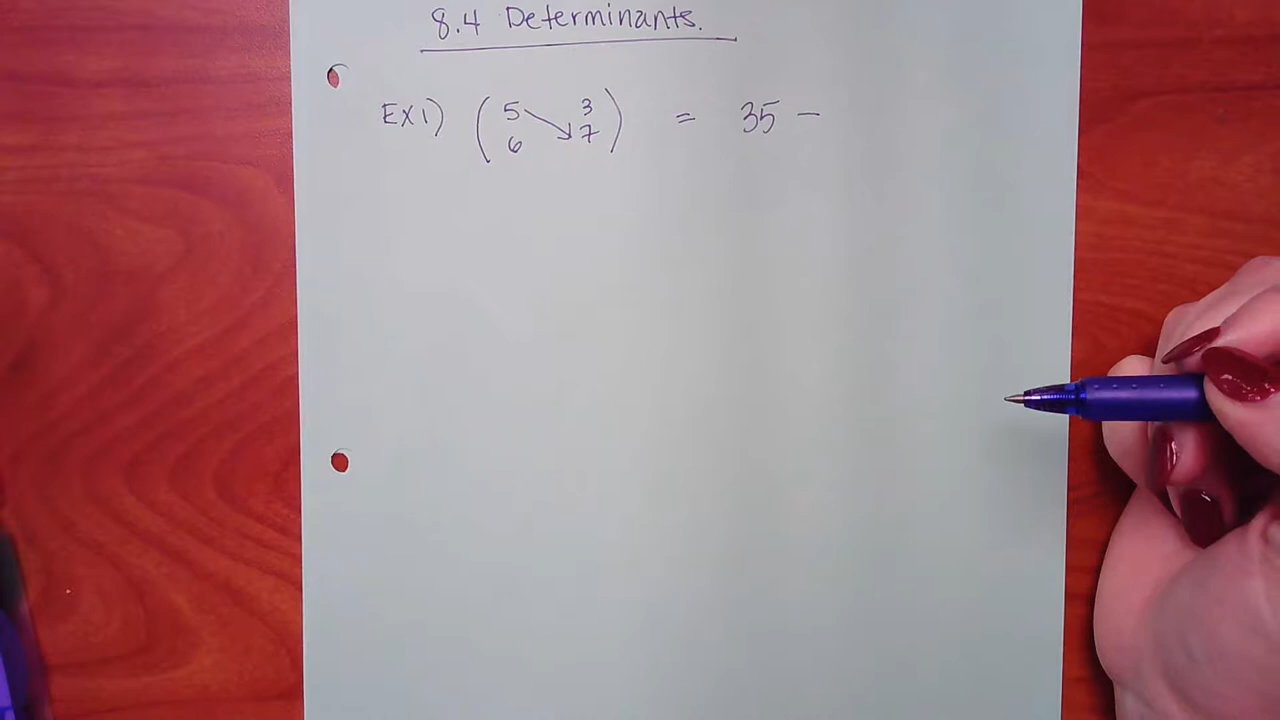 8.4 Determinants.
EX1) ( 5 3 ) = 35 −
6 7